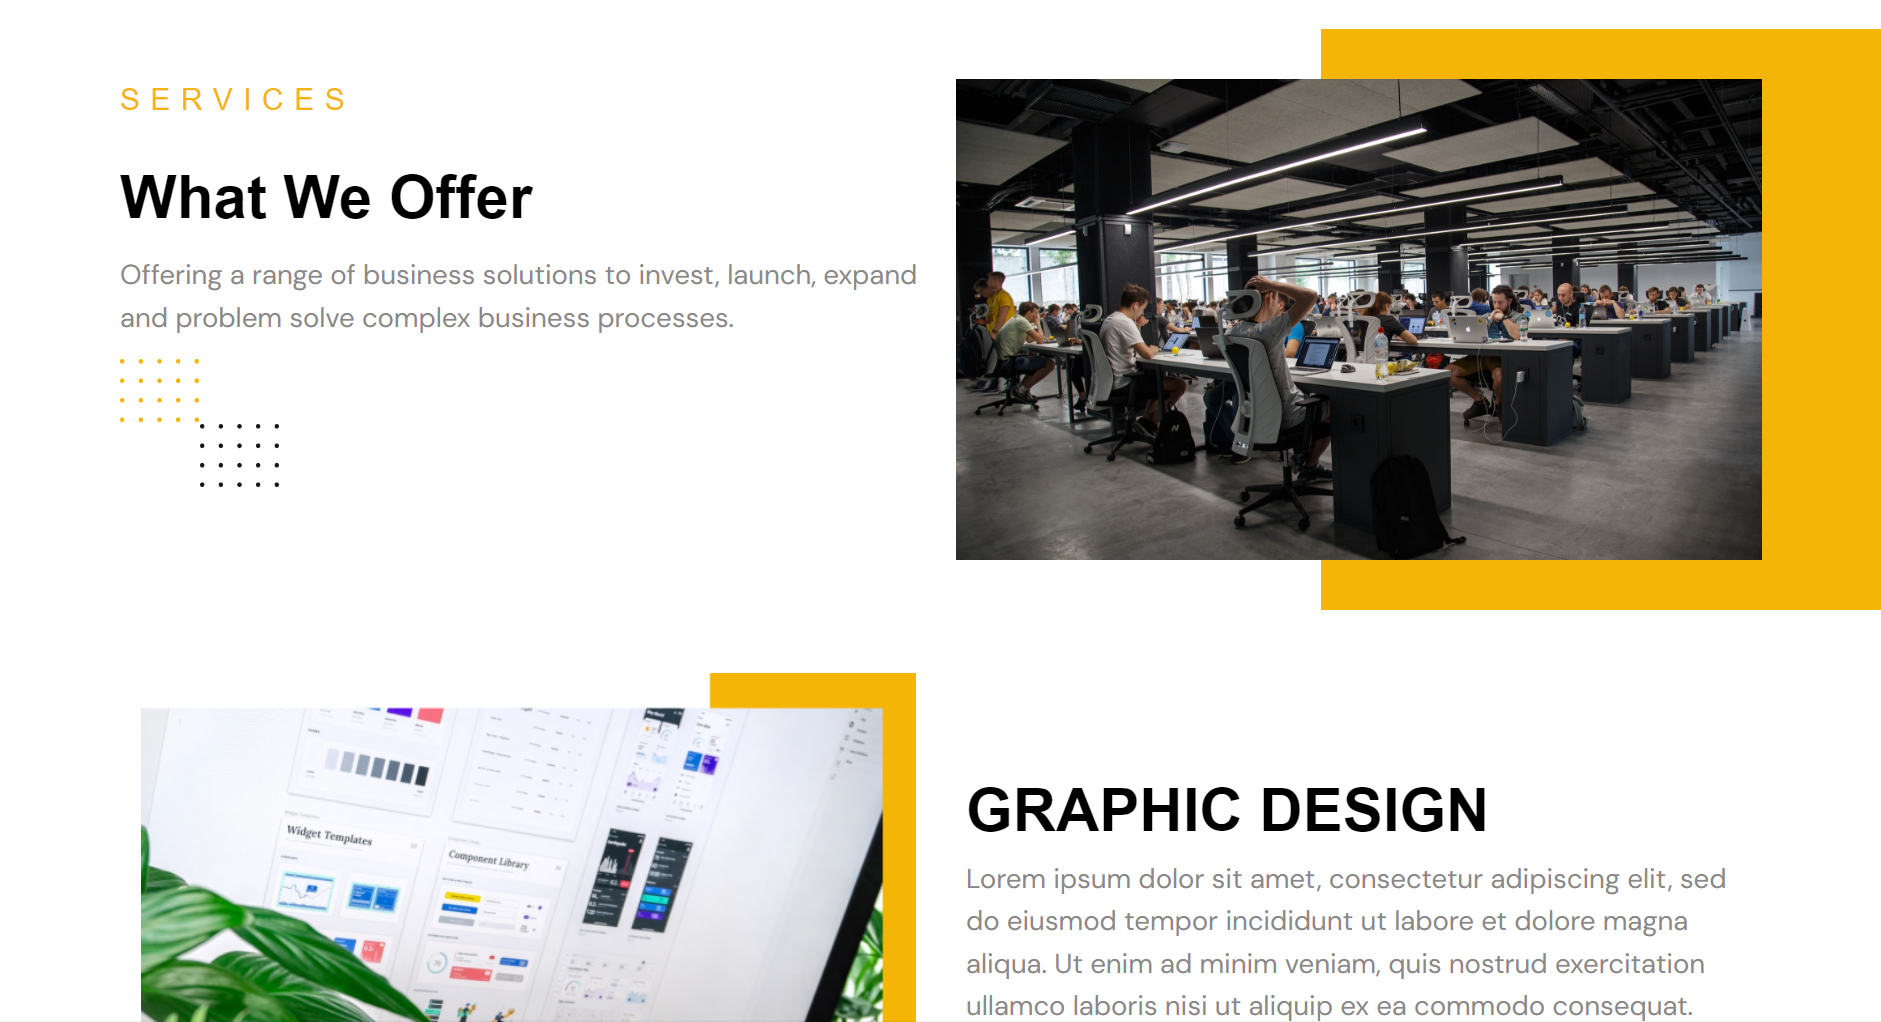 SERVICES
What We Offer
Offering a range of business solutions to invest, launch, expand
and problem solve complex business processes.
Widget Templates
Component Library
GRAPHIC DESIGN
Lorem ipsum dolor sit amet, consectetur adipiscing elit, sed
do eiusmod tempor incididunt ut labore et dolore magna
aliqua. Ut enim ad minim veniam, quis nostrud exercitation
ullamco laboris nisi ut aliquip ex ea commodo consequat.